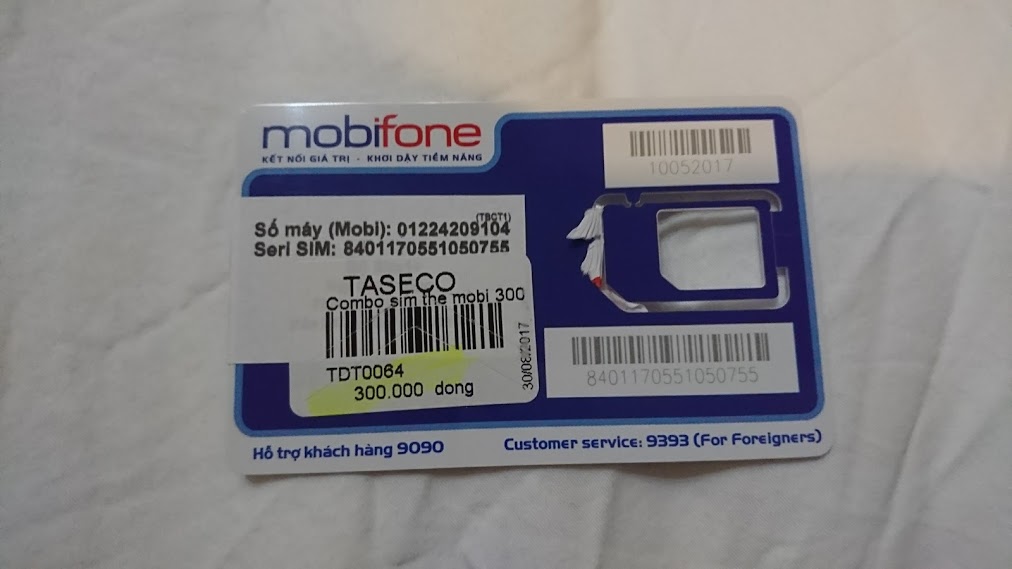 mobifone
KẾT NỐI GIÁ TRỊ - KHƠI DẬY TIỀM NĂNG
10052017
(TBGT1)
Số máy (Mobi): 01224209104
Seri SIM: 8401170551050755
TASECO
Combo sim the mobi 300
TDT0064
300.000 dong
30/08/2017
8401170551050755
Hỗ trợ khách hàng 9090
Customer service: 9393 (For Foreigners)